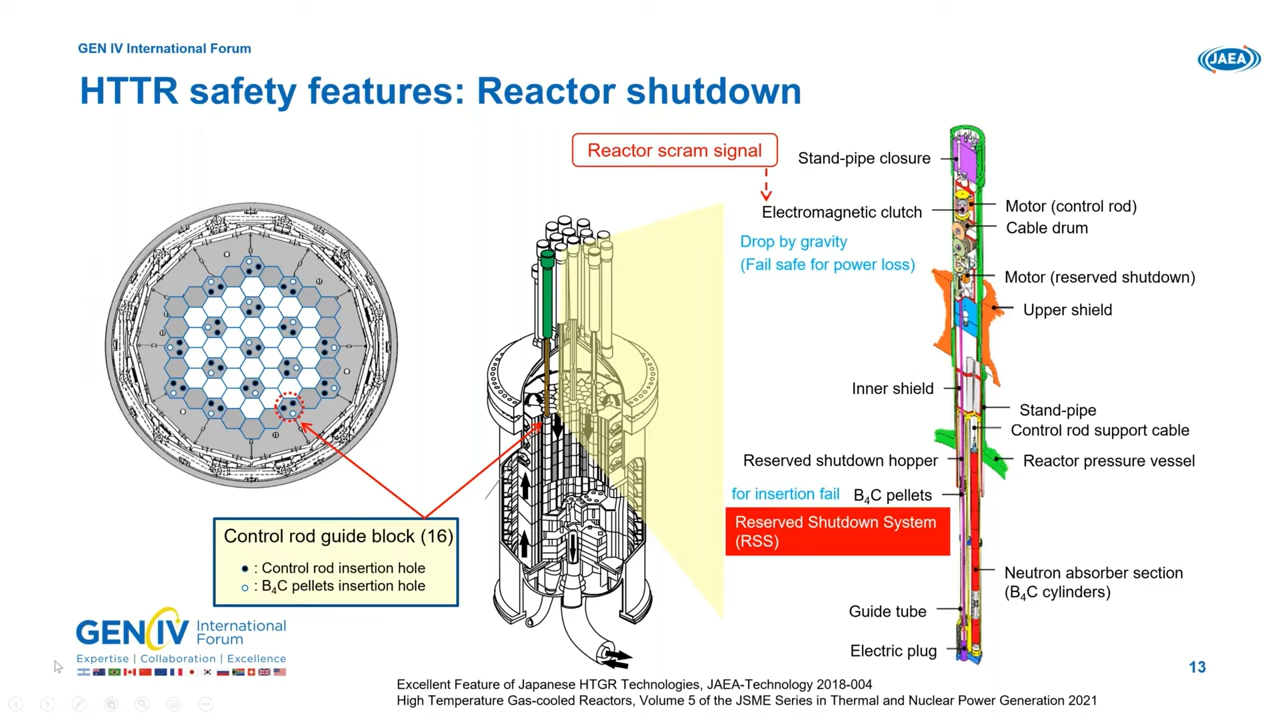 GEN IV International Forum
JAEA
HTTR safety features: Reactor shutdown
Reactor scram signal
Stand-pipe closure
Electromagnetic clutch
Motor (control rod)
Cable drum
Drop by gravity
(Fail safe for power loss)
Motor (reserved shutdown)
Upper shield
Inner shield
Stand-pipe
Control rod support cable
Reserved shutdown hopper
Reactor pressure vessel
for insertion fail
B₄C pellets
Reserved Shutdown System
(RSS)
Control rod guide block (16)
: Control rod insertion hole
: B₄C pellets insertion hole
Neutron absorber section
(B₄C cylinders)
Guide tube
Electric plug
GENIV International
Forum
Expertise | Collaboration | Excellence
13
Excellent Feature of Japanese HTGR Technologies, JAEA-Technology 2018-004
High Temperature Gas-cooled Reactors, Volume 5 of the JSME Series in Thermal and Nuclear Power Generation 2021